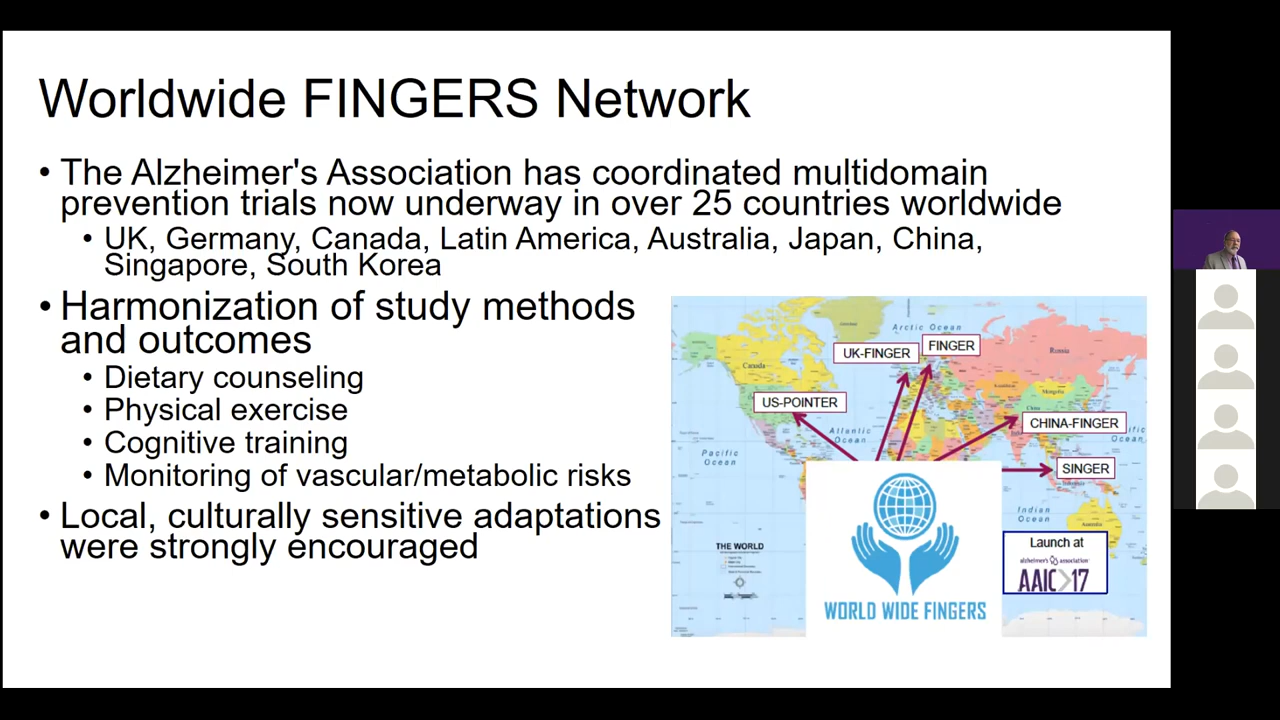 Worldwide FINGERS Network
• The Alzheimer's Association has coordinated multidomain
prevention trials now underway in over 25 countries worldwide
• UK, Germany, Canada, Latin America, Australia, Japan, China,
Singapore, South Korea
• Harmonization of study methods
and outcomes
• Dietary counseling
• Physical exercise
• Cognitive training
• Monitoring of vascular/metabolic risks
• Local, culturally sensitive adaptations
were strongly encouraged
Arctic Ocean
UK-FINGER
FINGER
Russia
Canada
Mongolia
US-POINTER
China
CHINA-FINGER
Atlantic
Ocean
Pacific
Ocean
SINGER
Indian
Ocean
Australia
THE WORLD
Launch at
alzheimer's association
AAIC>17
WORLD WIDE FINGERS